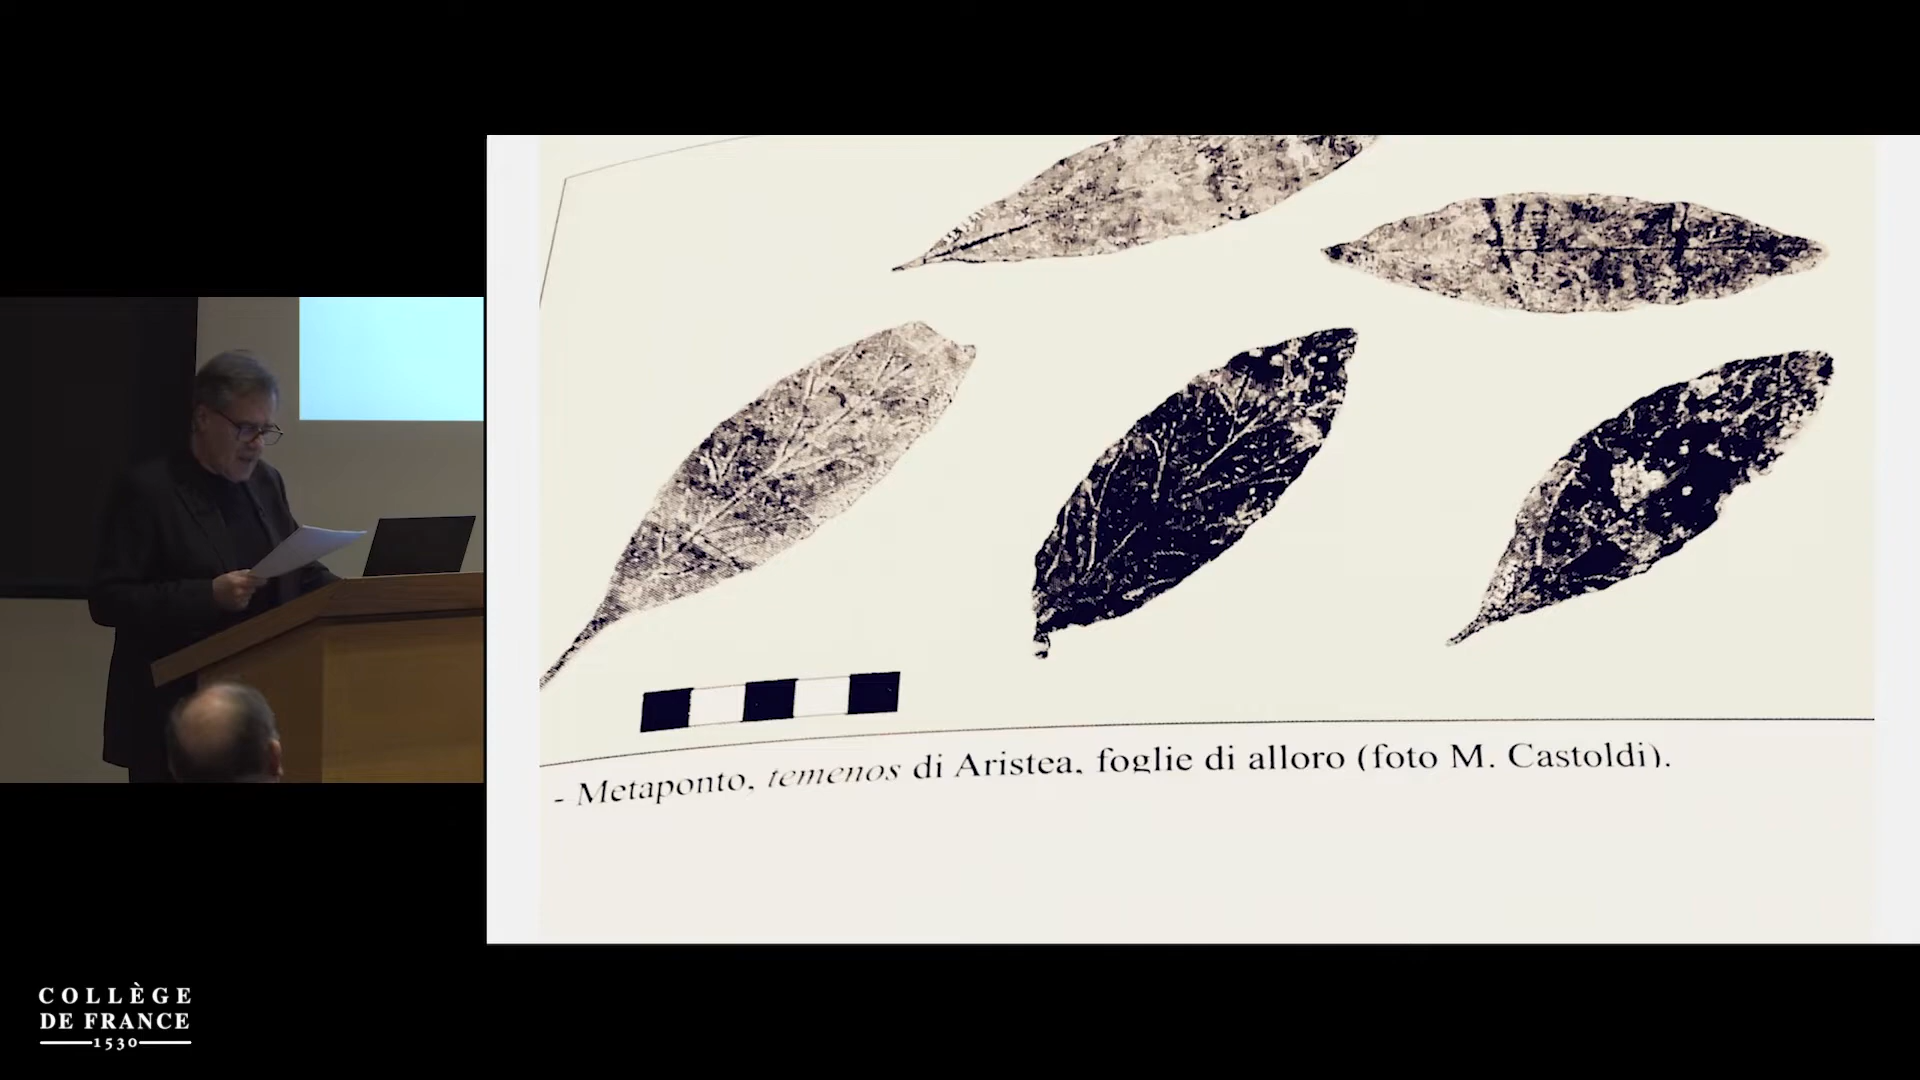 - Metaponto, temenos di Aristea, foglie di alloro (foto M. Castoldi).
COLLÈGE
DE FRANCE
1530